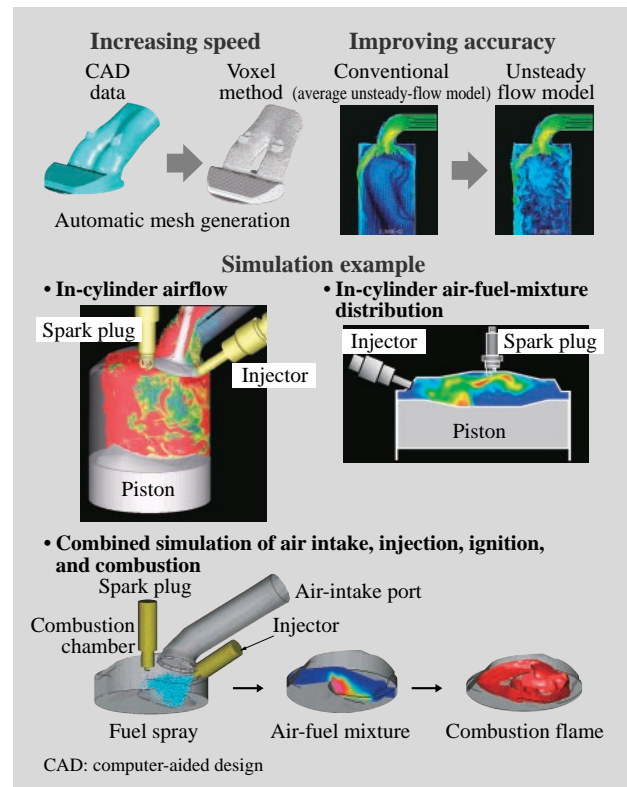 Increasing speed
CAD
data
Voxel
method
Automatic mesh generation
Improving accuracy
Conventional
(average unsteady-flow model)
Unsteady
flow model
Simulation example
• In-cylinder airflow
Spark plug
Injector
Piston
• In-cylinder air-fuel-mixture
distribution
Injector
Spark plug
Piston
• Combined simulation of air intake, injection, ignition,
and combustion
Spark plug
Air-intake port
Combustion
chamber
Injector
Fuel spray
Air-fuel mixture
Combustion flame
CAD: computer-aided design